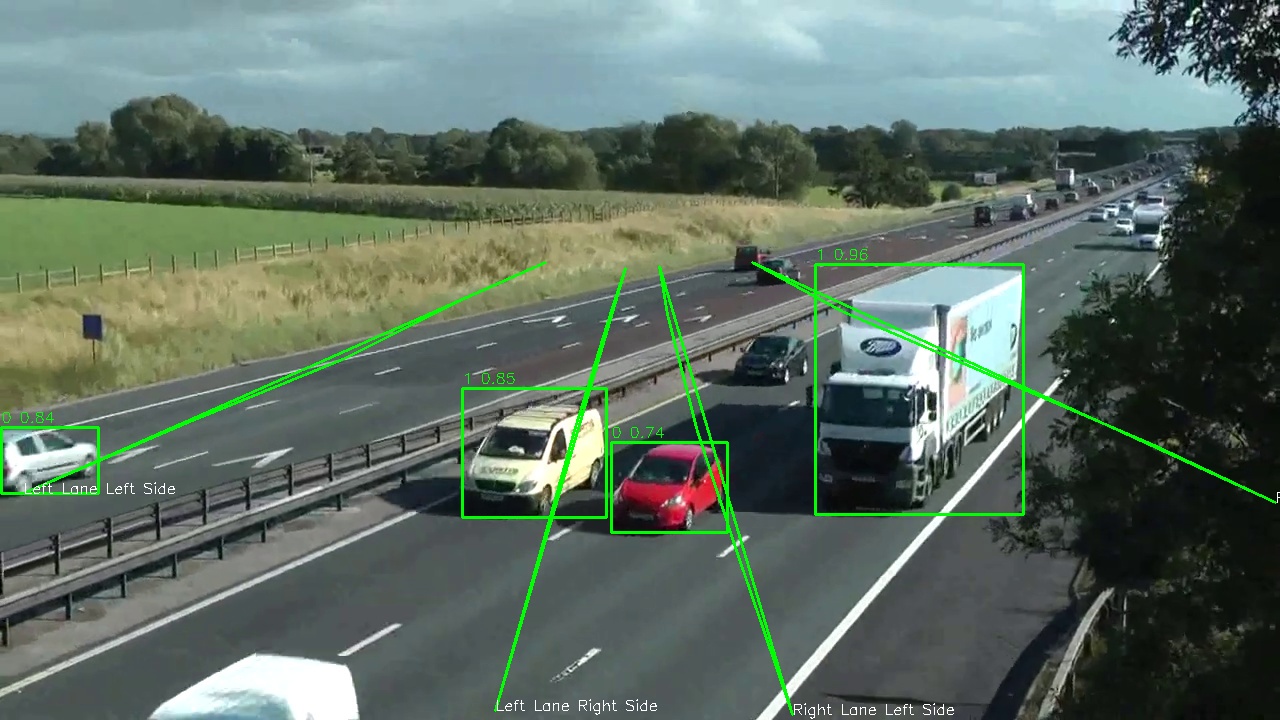 1 0.96
Boots
1 0.85
0 0.84
0 0.74
Left Lane Left Side
Left Lane Right Side
Right Lane Left Side